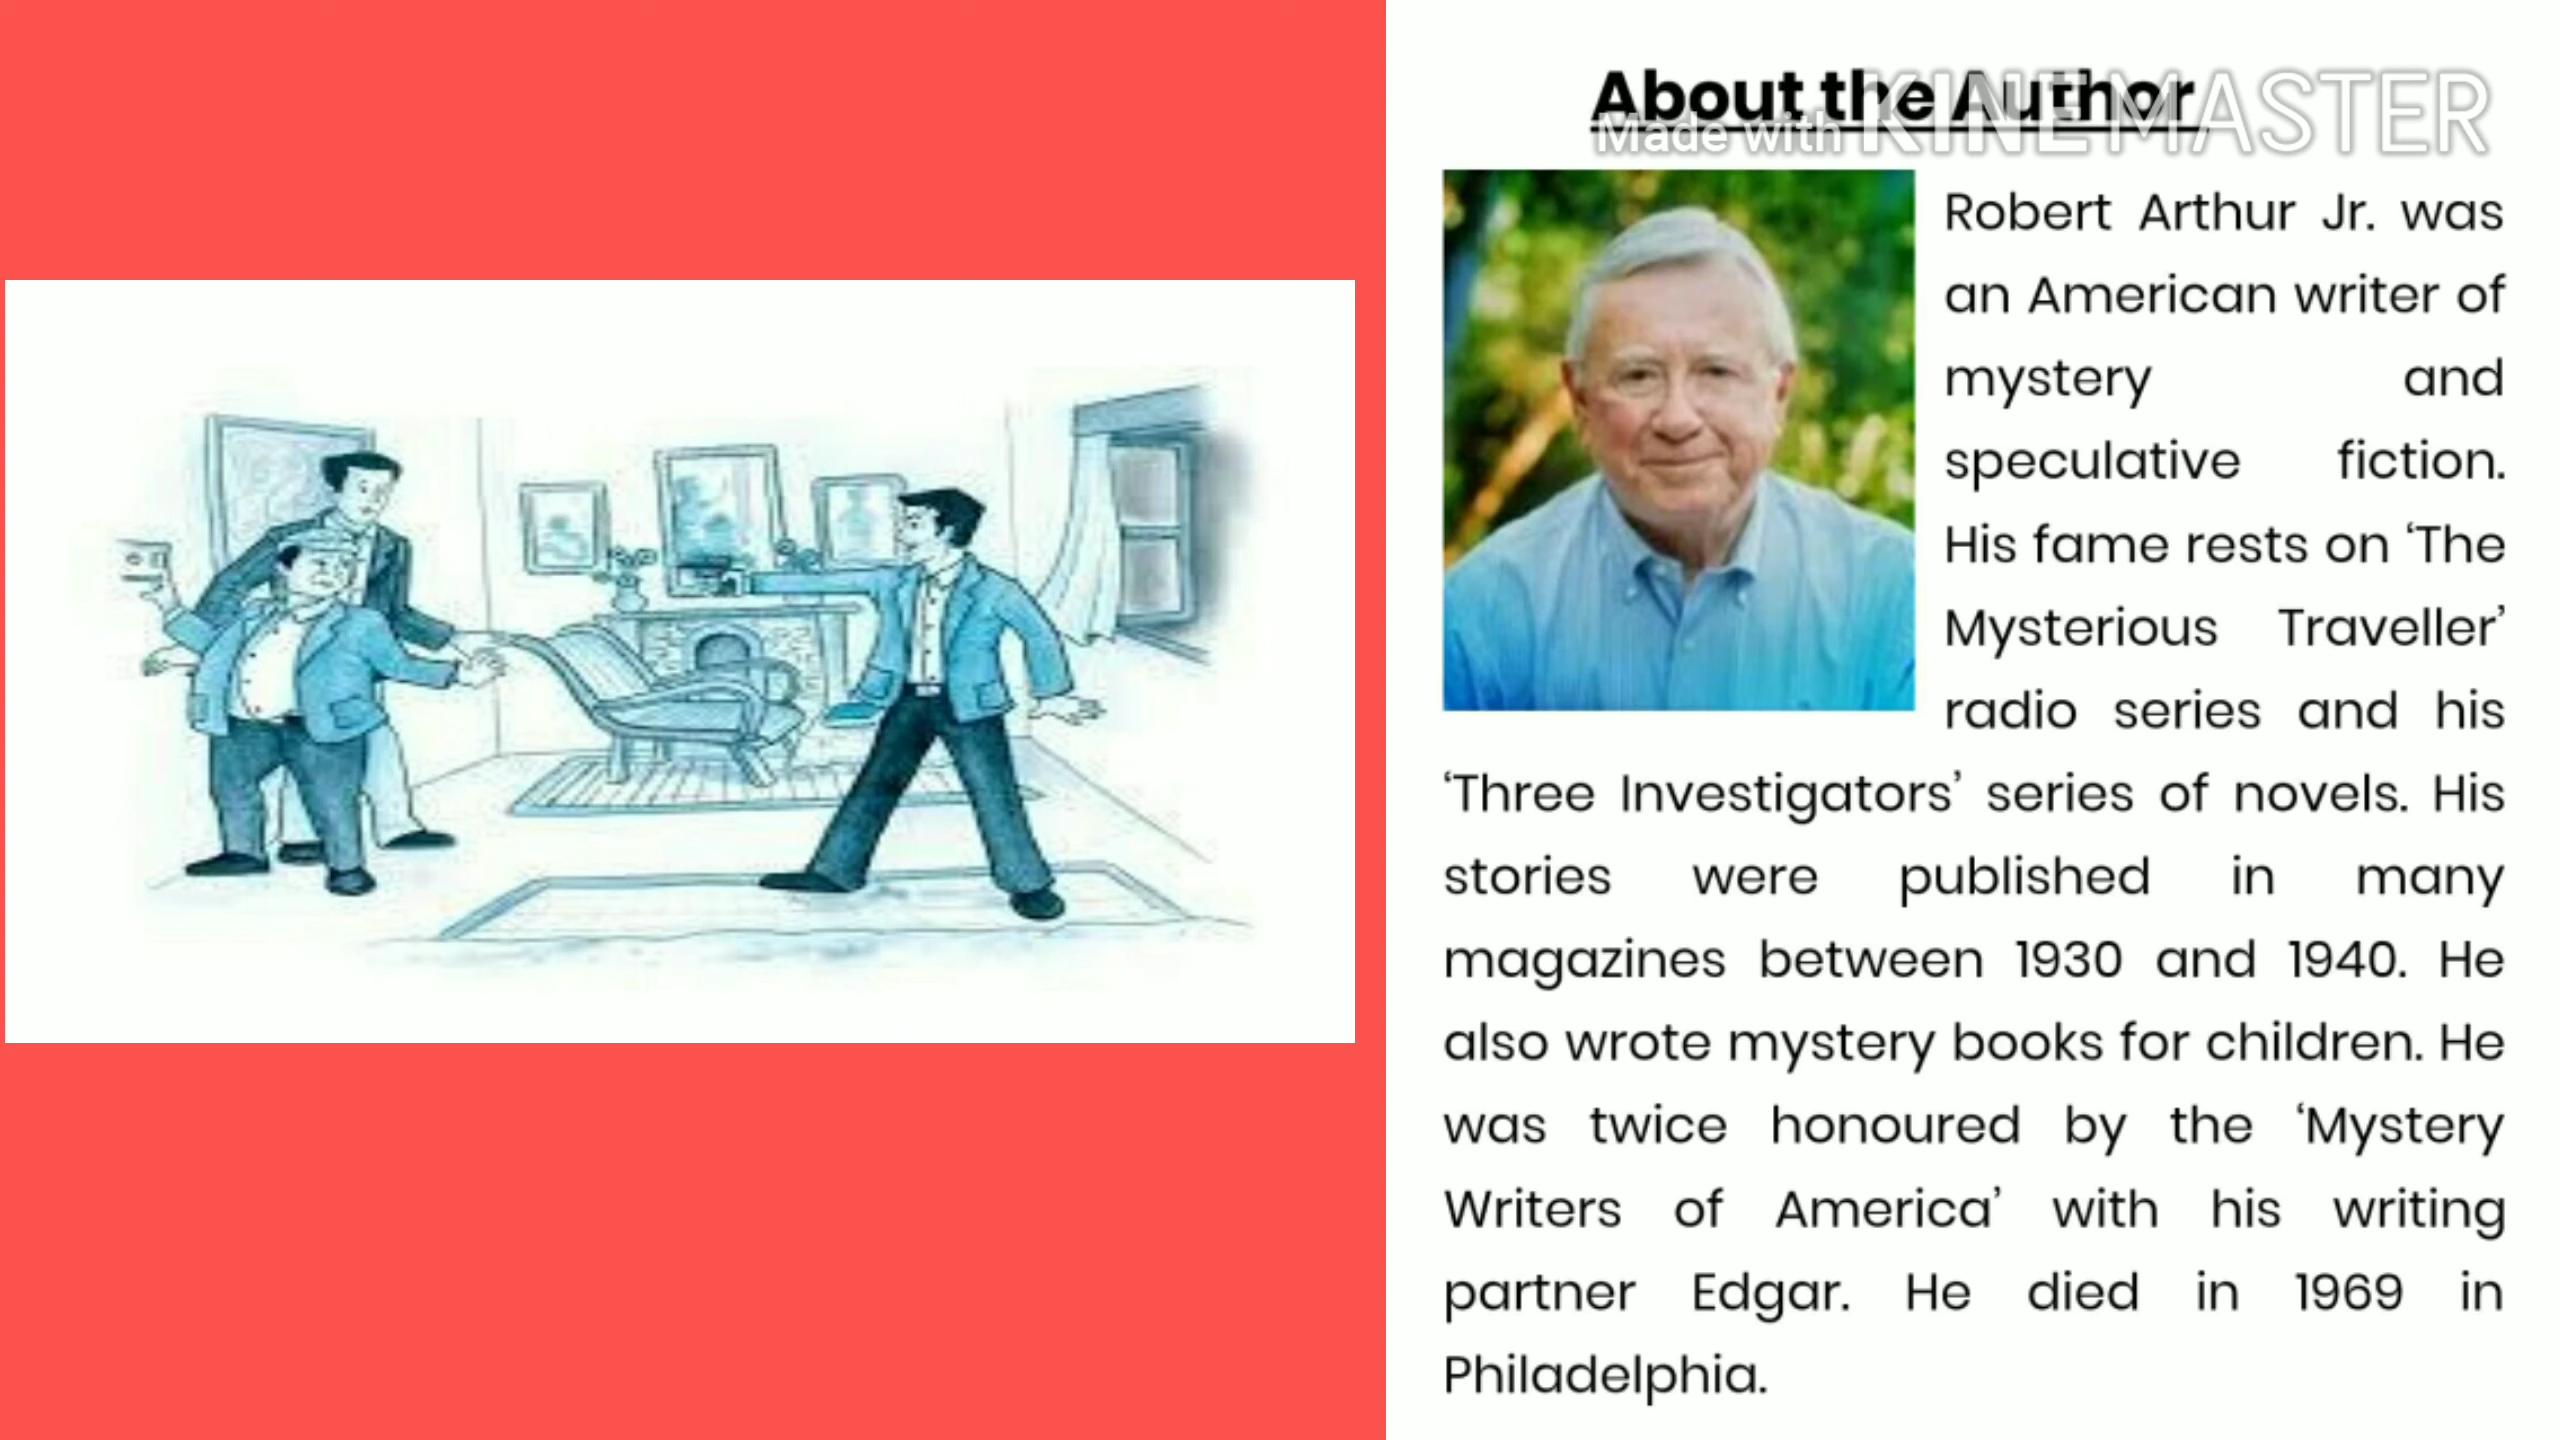 About the Author
Made with KINEMASTER
Robert Arthur Jr. was
an American writer of
mystery and
speculative fiction.
His fame rests on ‘The
Mysterious Traveller’
radio series and his
‘Three Investigators’ series of novels. His
stories were published in many
magazines between 1930 and 1940. He
also wrote mystery books for children. He
was twice honoured by the ‘Mystery
Writers of America’ with his writing
partner Edgar. He died in 1969 in
Philadelphia.